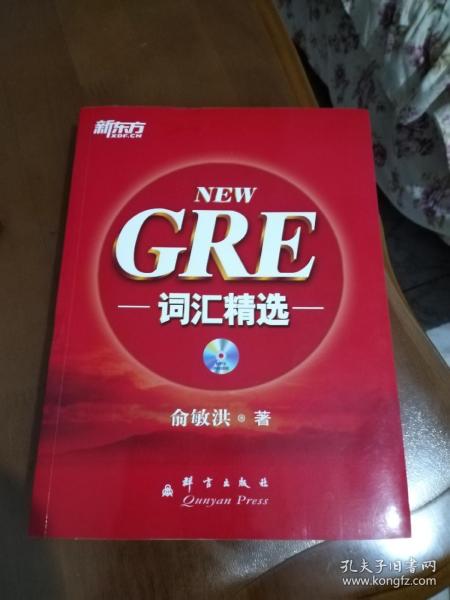 新东方
XDF.CN
NEW
GRE
词汇精选
俞敏洪 著
群言出版社
Qunyan Press
孔夫子旧书网
www.kongfz.com